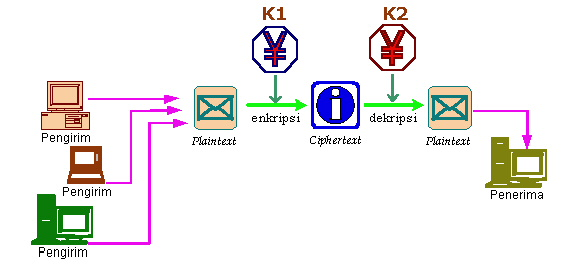 K1
K2
¥
¥
Pengirim
enkripsi
dekripsi
Plaintext
Ciphertext
Plaintext
Pengirim
Penerima
Pengirim